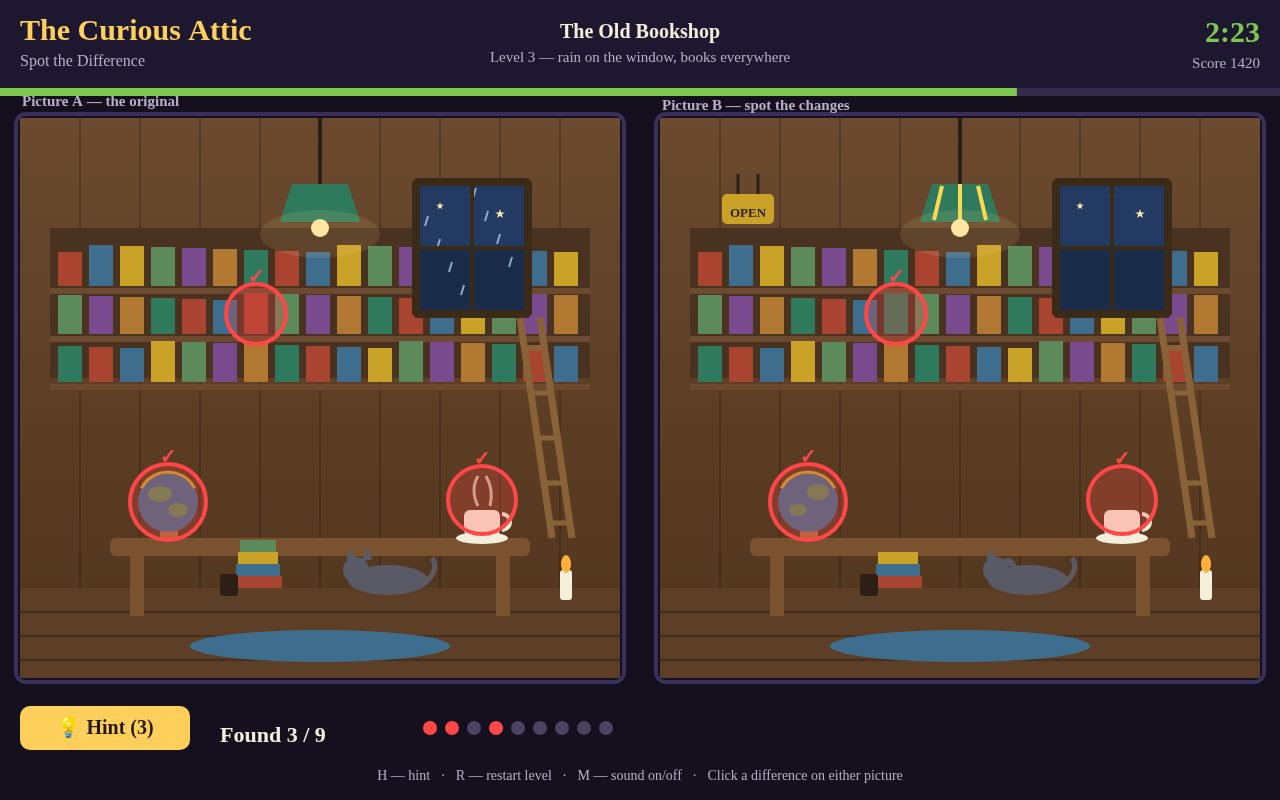 The Curious Attic
Spot the Difference
The Old Bookshop
Level 3 — rain on the window, books everywhere
2:23
Score 1420
Picture A — the original
Picture B — spot the changes
OPEN
💡 Hint (3)
Found 3 / 9
H — hint · R — restart level · M — sound on/off · Click a difference on either picture